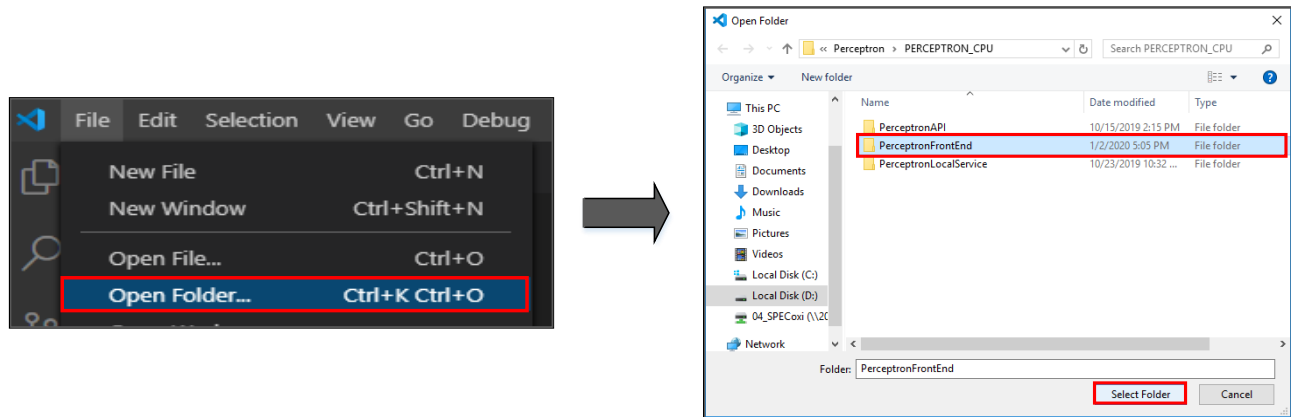 File Edit Selection View Go Debug
New File Ctrl+N
New Window Ctrl+Shift+N
Open File... Ctrl+O
Open Folder... Ctrl+K Ctrl+O
Open Folder
« Perceptron > PERCEPTRON_CPU
Search PERCEPTRON_CPU
Organize New folder
Name Date modified Type
This PC
3D Objects
Desktop
Documents
Downloads
Music
Pictures
Videos
Local Disk (C:)
Local Disk (D:)
04_SPECoxi (\\20
Network
PerceptronAPI 10/15/2019 2:15 PM File folder
PerceptronFrontEnd 1/2/2020 5:05 PM File folder
PerceptronLocalService 10/23/2019 10:32 ... File folder
Folder: PerceptronFrontEnd
Select Folder Cancel